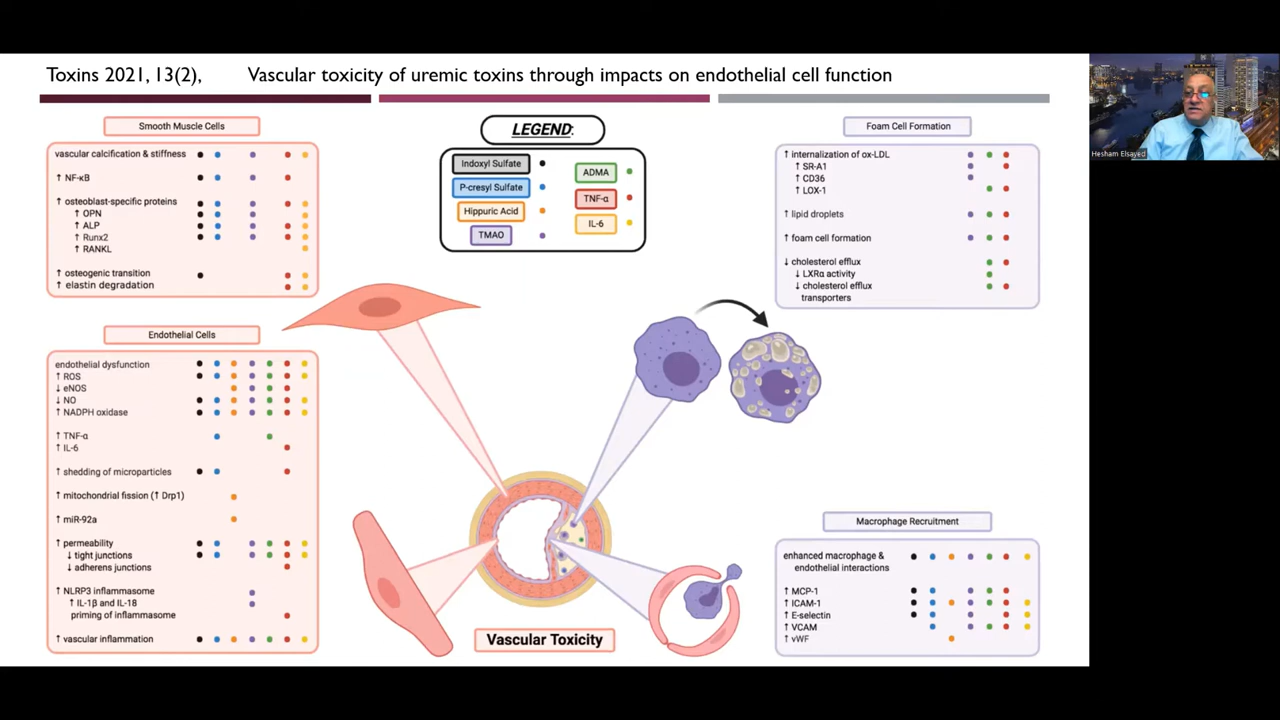 Toxins 2021, 13(2), Vascular toxicity of uremic toxins through impacts on endothelial cell function
Hesham Elsayed
Smooth Muscle Cells
vascular calcification & stiffness
↑ NF-κB
↑ osteoblast-specific proteins
↑ OPN
↑ ALP
↑ Runx2
↑ RANKL
↑ osteogenic transition
↑ elastin degradation
LEGEND:
Indoxyl Sulfate
P-cresyl Sulfate
Hippuric Acid
TMAO
ADMA
TNF-α
IL-6
Foam Cell Formation
↑ internalization of ox-LDL
↑ SR-A1
↑ CD36
↑ LOX-1
↑ lipid droplets
↑ foam cell formation
↓ cholesterol efflux
↓ LXRα activity
↓ cholesterol efflux
transporters
Endothelial Cells
endothelial dysfunction
↑ ROS
↓ eNOS
↓ NO
↑ NADPH oxidase
↑ TNF-α
↑ IL-6
↑ shedding of microparticles
↑ mitochondrial fission (↑ Drp1)
↑ miR-92a
↑ permeability
↓ tight junctions
↓ adherens junctions
↑ NLRP3 inflammasome
↑ IL-1β and IL-18
priming of inflammasome
↑ vascular inflammation
Vascular Toxicity
Macrophage Recruitment
enhanced macrophage &
endothelial interactions
↑ MCP-1
↑ ICAM-1
↑ E-selectin
↑ VCAM
↑ vWF